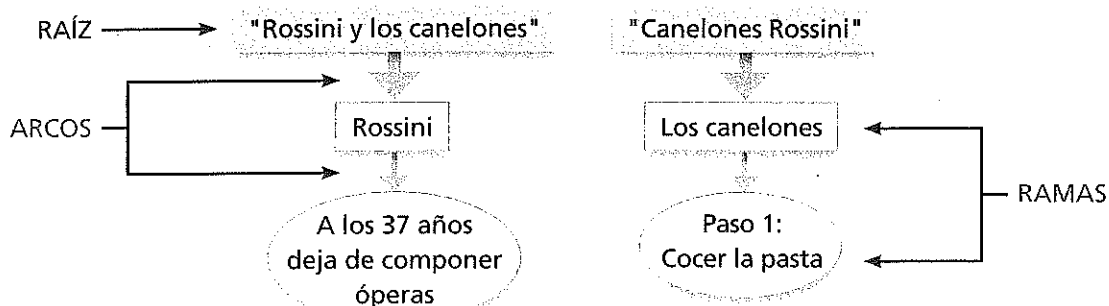 RAÍZ
"Rossini y los canelones"
"Canelones Rossini"
ARCOS
Rossini
Los canelones
RAMAS
A los 37 años
deja de componer
óperas
Paso 1:
Cocer la pasta